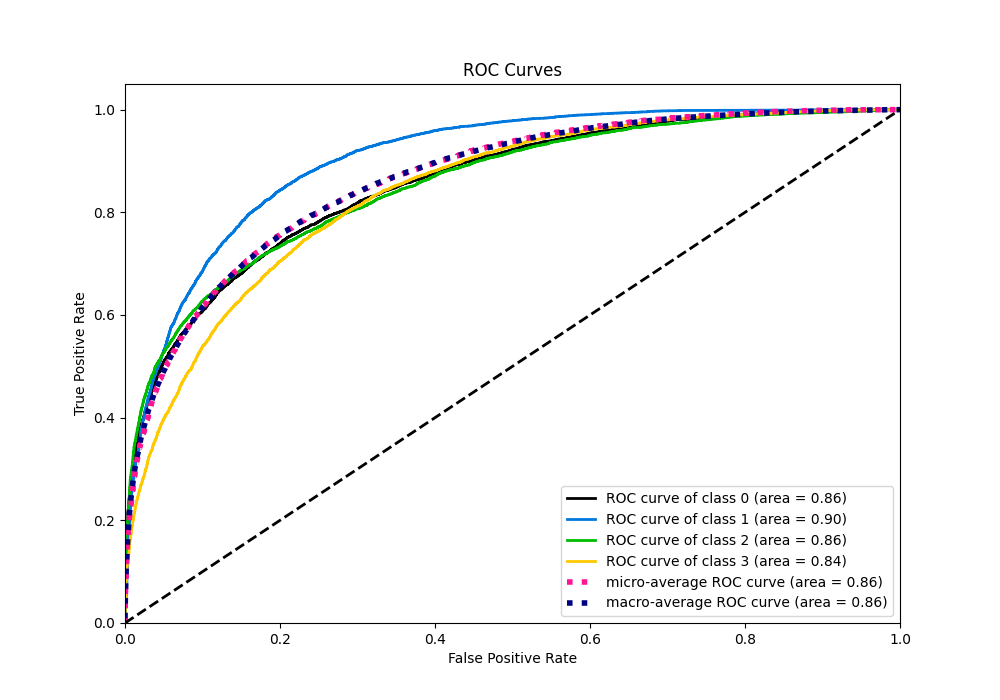 ROC Curves
True Positive Rate
1.0
0.8
0.6
0.4
0.2
0.0
ROC curve of class 0 (area = 0.86)
ROC curve of class 1 (area = 0.90)
ROC curve of class 2 (area = 0.86)
ROC curve of class 3 (area = 0.84)
micro-average ROC curve (area = 0.86)
macro-average ROC curve (area = 0.86)
0.0 0.2 0.4 0.6 0.8 1.0
False Positive Rate